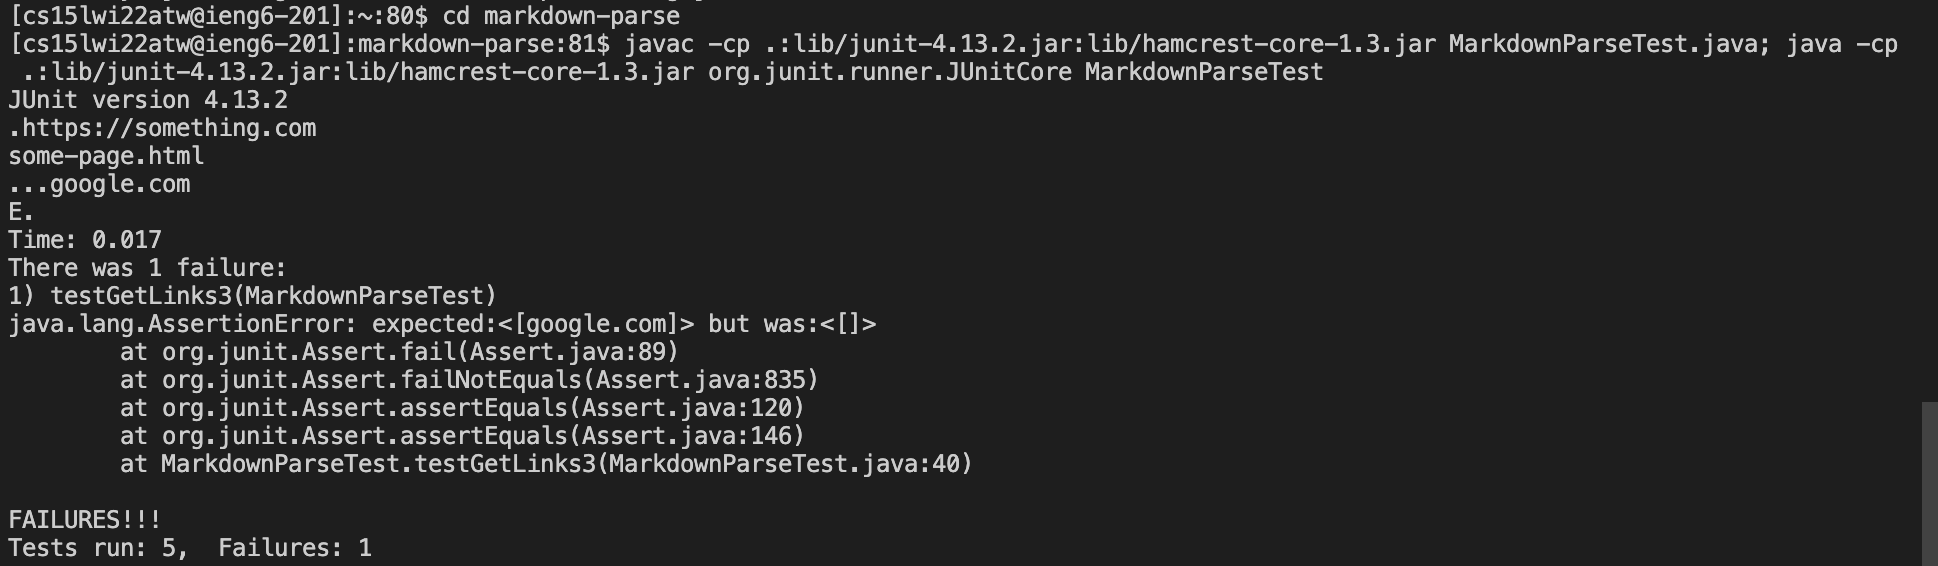 [cs15lwi22atw@ieng6-201]:~:80$ cd markdown-parse
[cs15lwi22atw@ieng6-201]:markdown-parse:81$ javac -cp .:lib/junit-4.13.2.jar:lib/hamcrest-core-1.3.jar MarkdownParseTest.java; java -cp
 .:lib/junit-4.13.2.jar:lib/hamcrest-core-1.3.jar org.junit.runner.JUnitCore MarkdownParseTest
JUnit version 4.13.2
.https://something.com
some-page.html
...google.com
E.
Time: 0.017
There was 1 failure:
1) testGetLinks3(MarkdownParseTest)
java.lang.AssertionError: expected:<[google.com]> but was:<[]>
        at org.junit.Assert.fail(Assert.java:89)
        at org.junit.Assert.failNotEquals(Assert.java:835)
        at org.junit.Assert.assertEquals(Assert.java:120)
        at org.junit.Assert.assertEquals(Assert.java:146)
        at MarkdownParseTest.testGetLinks3(MarkdownParseTest.java:40)

FAILURES!!!
Tests run: 5,  Failures: 1